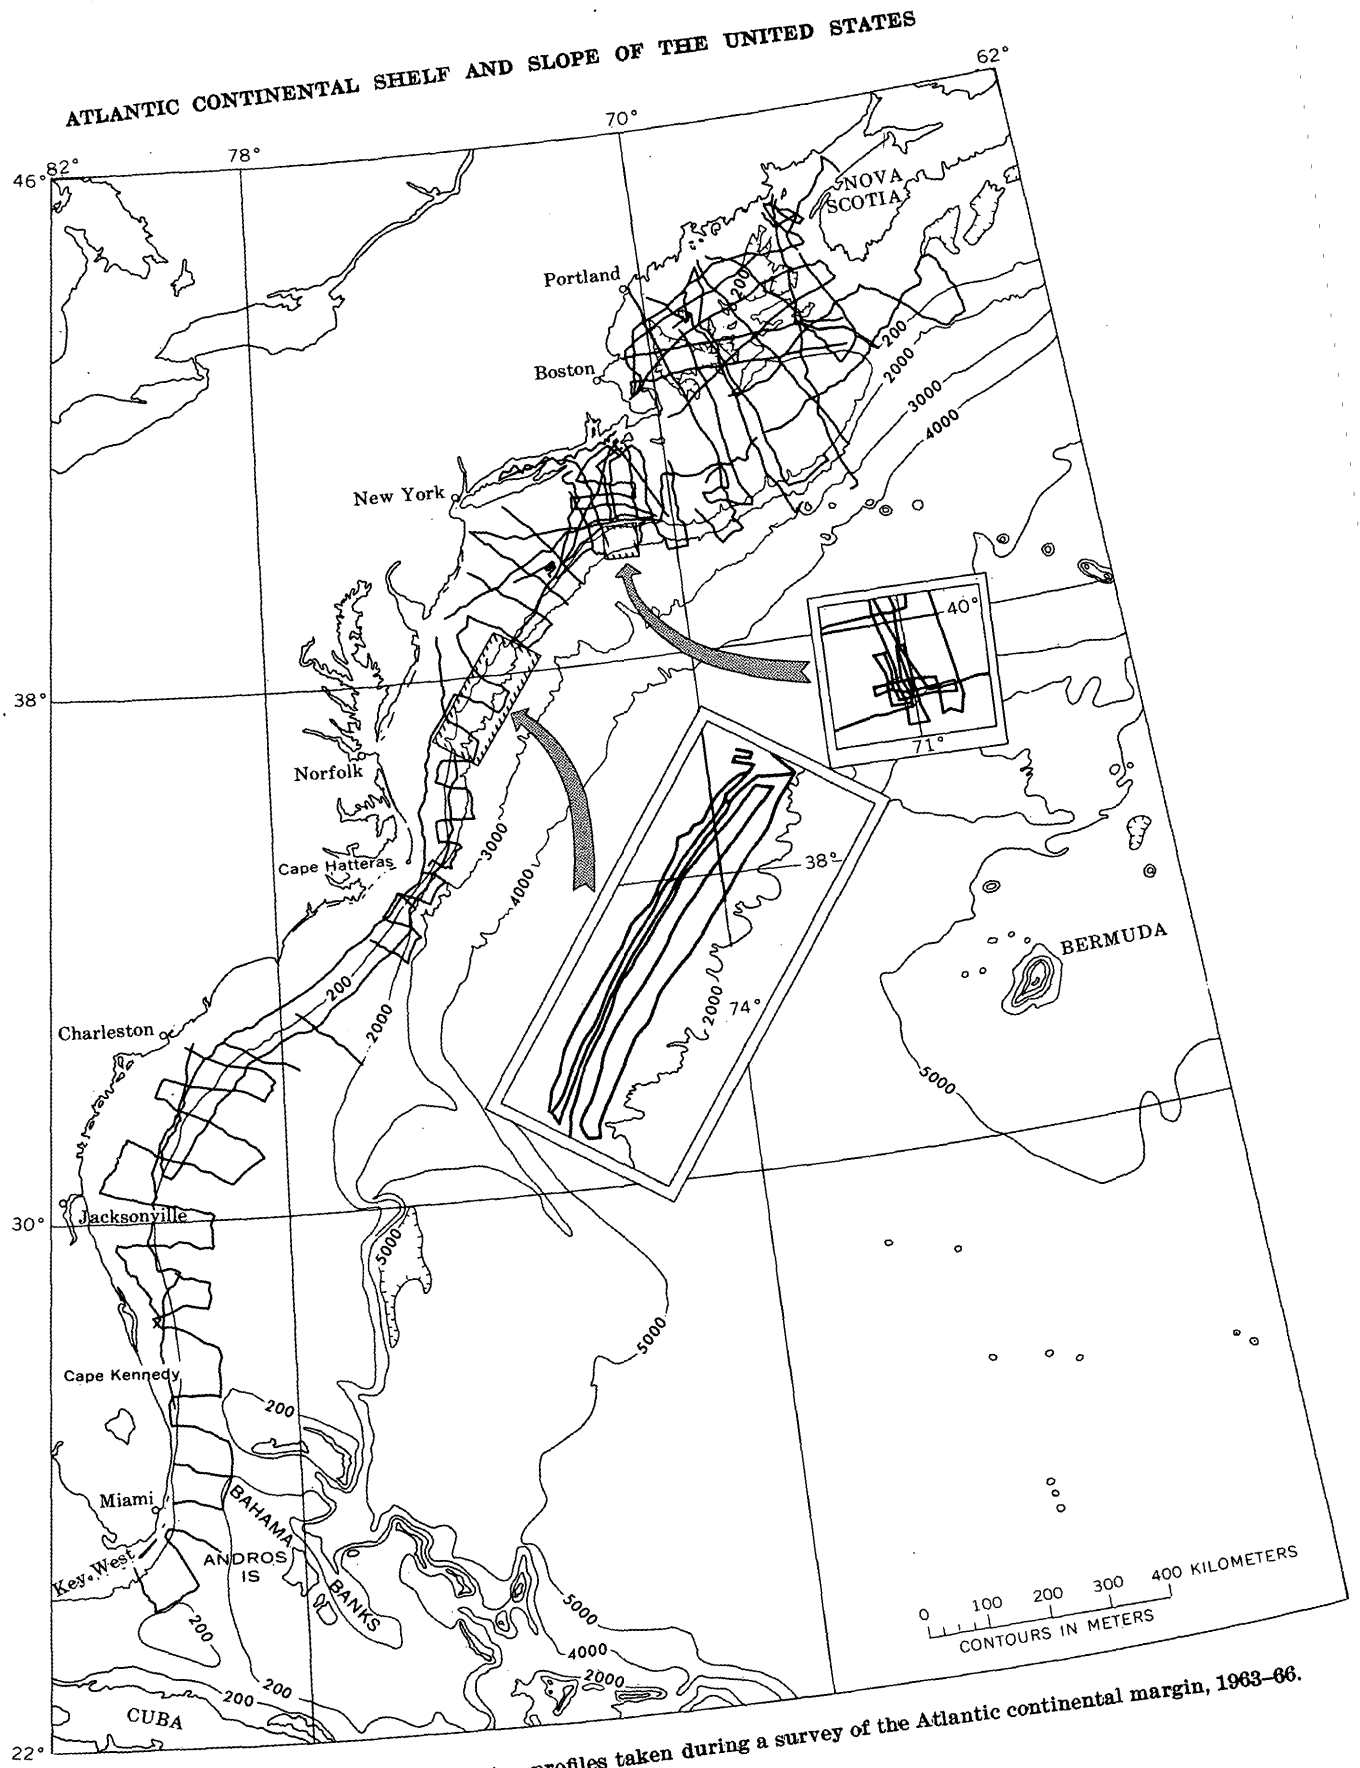 ATLANTIC CONTINENTAL SHELF AND SLOPE OF THE UNITED STATES
62°
70°
78°
82°
46°
NOVA
SCOTIA
Portland
200
Boston
200
2000
3000
4000
New York
40°
71°
38°
Norfolk
Cape Hatteras
3000
4000
38°
BERMUDA
200
2000
2000
74°
Charleston
5000
30°
Jacksonville
5000
5000
Cape Kennedy
200
Miami
BAHAMA
ANDROS
IS
BANKS
Key West
200
5000
4000
2000
200
200
CUBA
22°
0 100 200 300 400 KILOMETERS
CONTOURS IN METERS
profiles taken during a survey of the Atlantic continental margin, 1963–66.